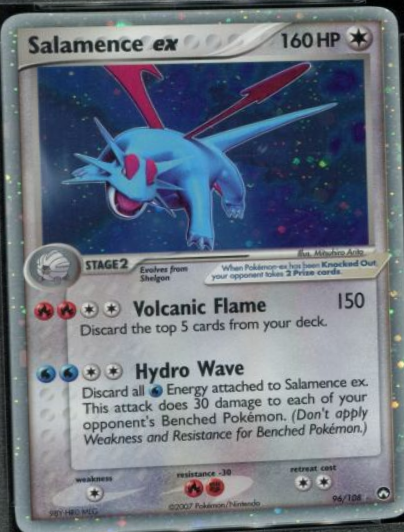 Salamence ex 160 HP
Illus. Mitsuhiro Arita
STAGE 2
Evolves from
Shelgon
When Pokémon-ex has been Knocked Out,
your opponent takes 2 Prize cards.
Volcanic Flame 150
Discard the top 5 cards from your deck.
Hydro Wave
Discard all Energy attached to Salamence ex.
This attack does 30 damage to each of your
opponent's Benched Pokémon. (Don't apply
Weakness and Resistance for Benched Pokémon.)
weakness
resistance -30
retreat cost
96/108
©2007 Pokémon/Nintendo